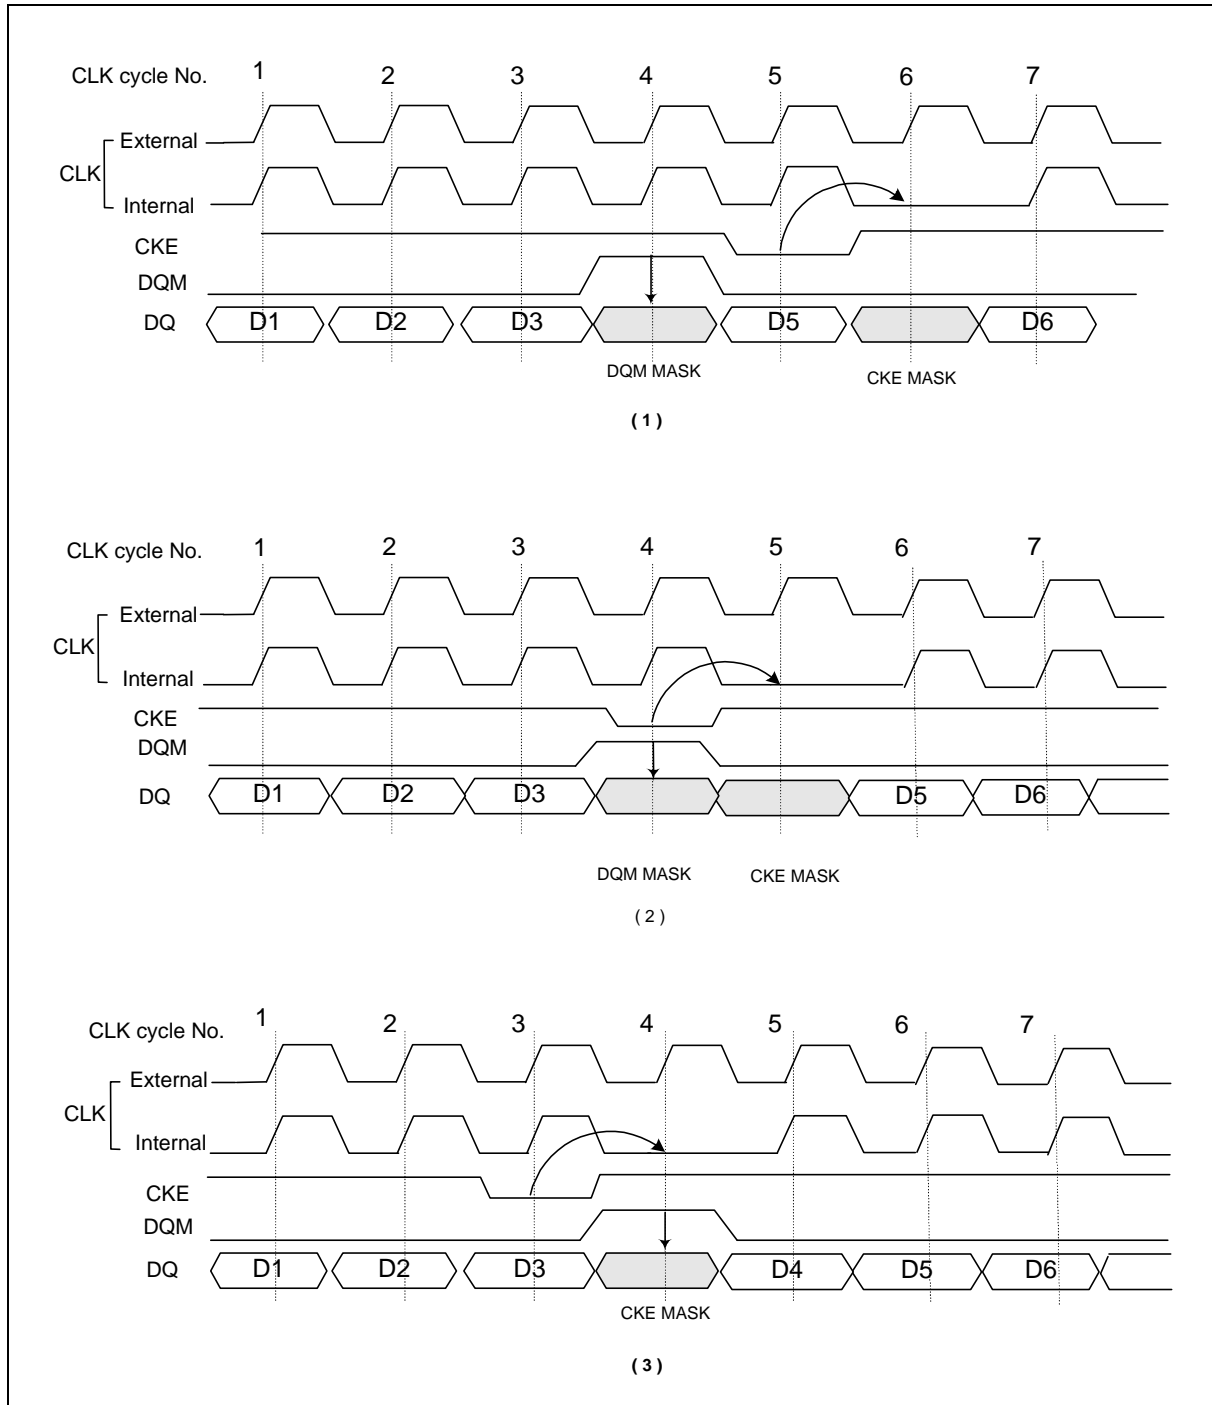 CLK cycle No. 1 2 3 4 5 6 7
External
CLK
Internal
CKE
DQM
DQ D1 D2 D3 D5 D6
DQM MASK CKE MASK
( 1 )
CLK cycle No. 1 2 3 4 5 6 7
External
CLK
Internal
CKE
DQM
DQ D1 D2 D3 D5 D6
DQM MASK CKE MASK
( 2 )
CLK cycle No. 1 2 3 4 5 6 7
External
CLK
Internal
CKE
DQM
DQ D1 D2 D3 D4 D5 D6
CKE MASK
( 3 )